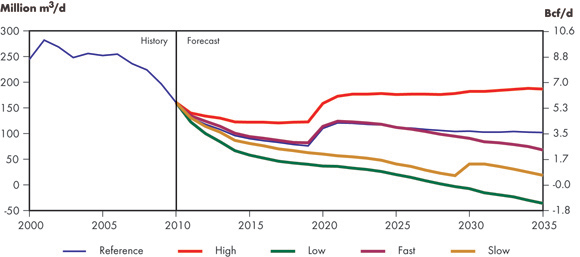 Million m³/d Bcf/d
300 10.6
History Forecast
250 8.8
200 7.0
150 5.3
100 3.5
50 1.7
0 0.0
-50 -1.8
2000 2005 2010 2015 2020 2025 2030 2035
Reference High Low Fast Slow